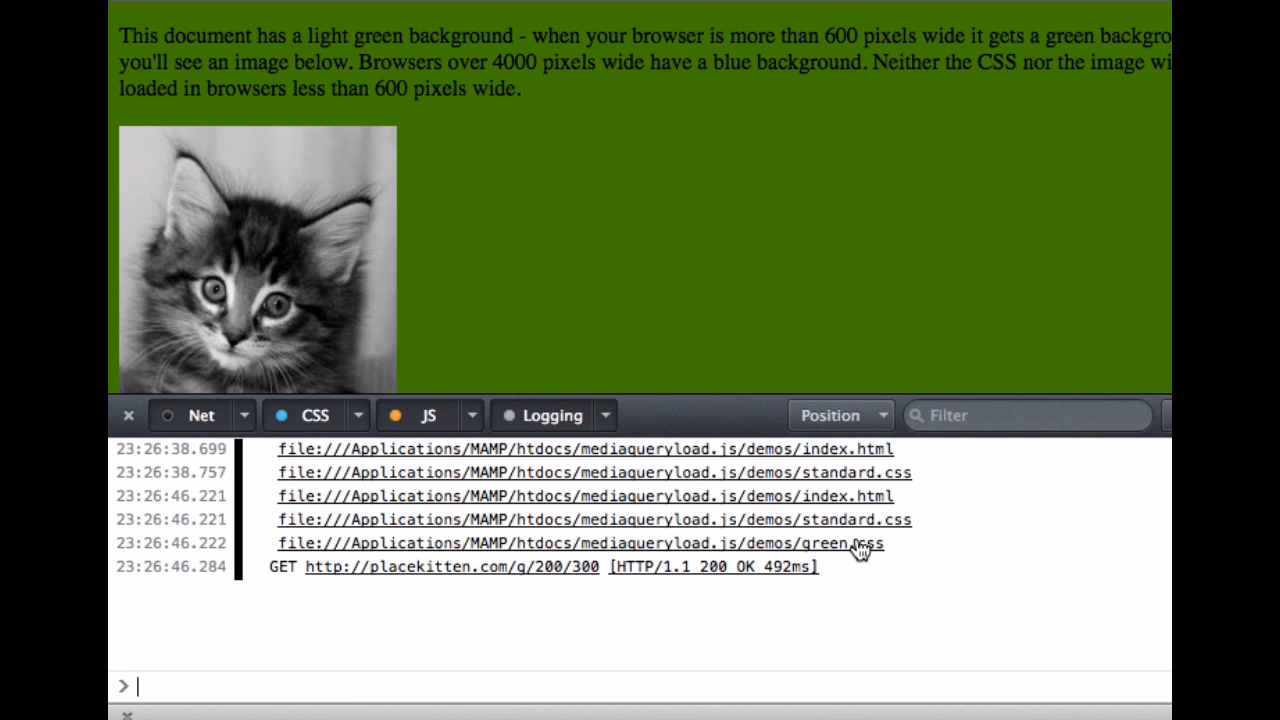 This document has a light green background - when your browser is more than 600 pixels wide it gets a green backgro
you'll see an image below. Browsers over 4000 pixels wide have a blue background. Neither the CSS nor the image wi
loaded in browsers less than 600 pixels wide.
× Net CSS JS Logging Position Filter
23:26:38.699 file:///Applications/MAMP/htdocs/mediaqueryload.js/demos/index.html
23:26:38.757 file:///Applications/MAMP/htdocs/mediaqueryload.js/demos/standard.css
23:26:46.221 file:///Applications/MAMP/htdocs/mediaqueryload.js/demos/index.html
23:26:46.221 file:///Applications/MAMP/htdocs/mediaqueryload.js/demos/standard.css
23:26:46.222 file:///Applications/MAMP/htdocs/mediaqueryload.js/demos/green.css
23:26:46.284 GET http://placekitten.com/g/200/300 [HTTP/1.1 200 OK 492ms]